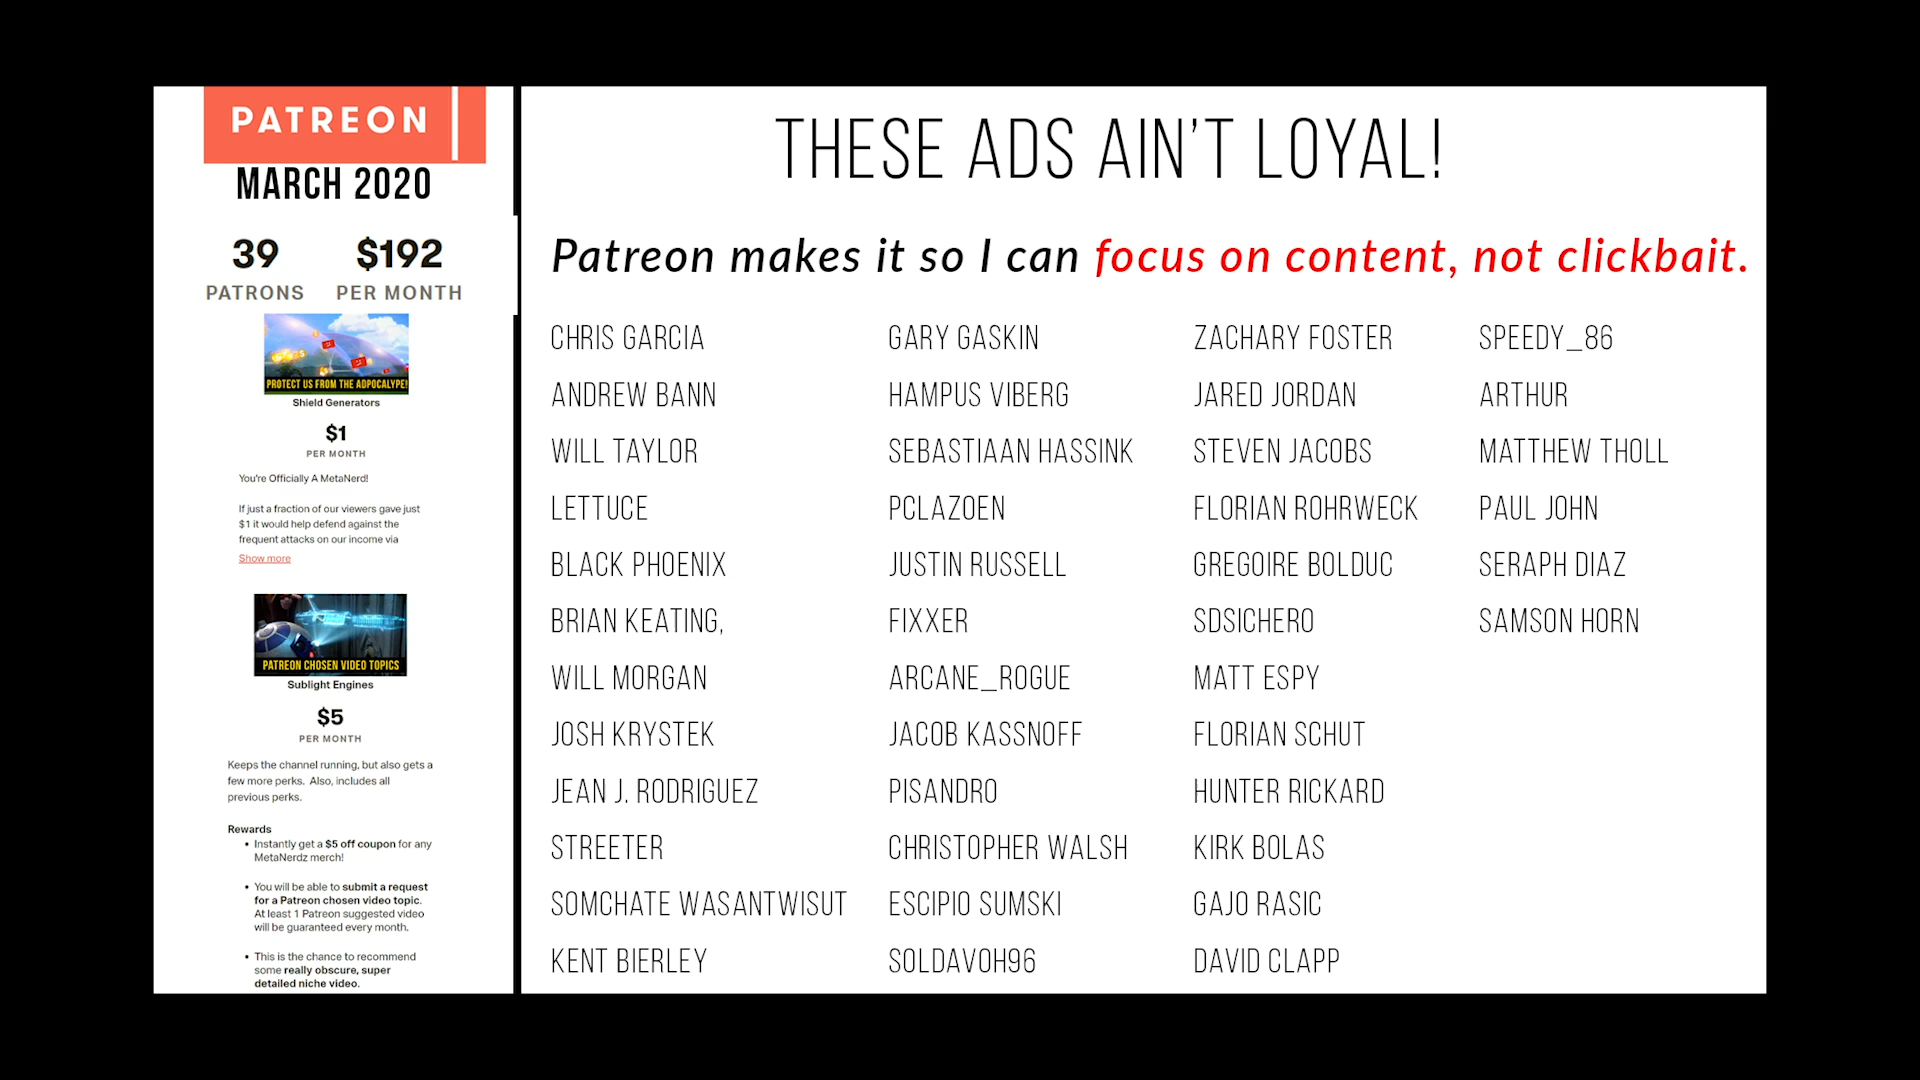 PATREON
MARCH 2020
39
PATRONS
$192
PER MONTH
PROTECT US FROM THE ADPOCALYPE!
Shield Generators
$1
PER MONTH
You're Officially A MetaNerd!
If just a fraction of our viewers gave just
$1 it would help defend against the
frequent attacks on our income via
Show more
PATREON CHOSEN VIDEO TOPICS
Sublight Engines
$5
PER MONTH
Keeps the channel running, but also gets a
few more perks. Also, includes all
previous perks.
Rewards
• Instantly get a $5 off coupon for any
MetaNerdz merch!
• You will be able to submit a request
for a Patreon chosen video topic.
At least 1 Patreon suggested video
will be guaranteed every month.
• This is the chance to recommend
some really obscure, super
detailed niche video.
THESE ADS AIN'T LOYAL!
Patreon makes it so I can focus on content, not clickbait.
CHRIS GARCIA
ANDREW BANN
WILL TAYLOR
LETTUCE
BLACK PHOENIX
BRIAN KEATING,
WILL MORGAN
JOSH KRYSTEK
JEAN J. RODRIGUEZ
STREETER
SOMCHATE WASANTWISUT
KENT BIERLEY
GARY GASKIN
HAMPUS VIBERG
SEBASTIAAN HASSINK
PCLAZOEN
JUSTIN RUSSELL
FIXXER
ARCANE_ROGUE
JACOB KASSNOFF
PISANDRO
CHRISTOPHER WALSH
ESCIPIO SUMSKI
SOLDAVOH96
ZACHARY FOSTER
JARED JORDAN
STEVEN JACOBS
FLORIAN ROHRWECK
GREGOIRE BOLDUC
SDSICHERO
MATT ESPY
FLORIAN SCHUT
HUNTER RICKARD
KIRK BOLAS
GAJO RASIC
DAVID CLAPP
SPEEDY_86
ARTHUR
MATTHEW THOLL
PAUL JOHN
SERAPH DIAZ
SAMSON HORN